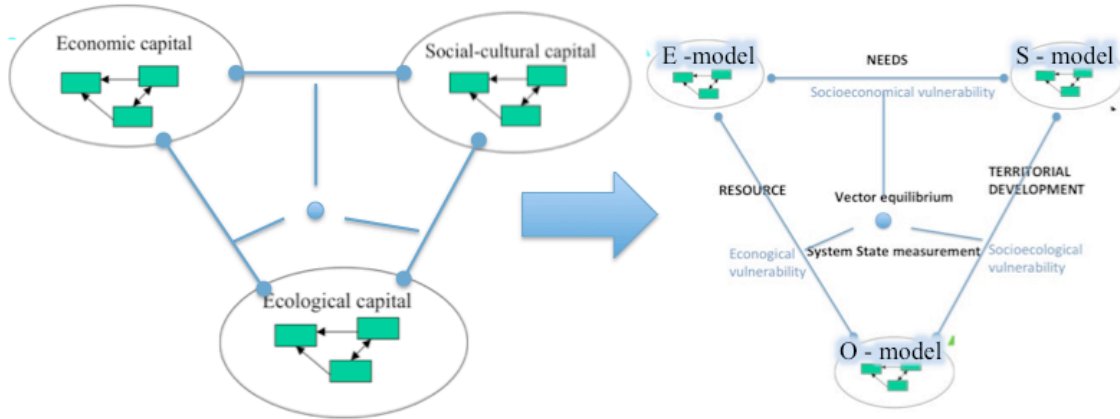 Economic capital
Social-cultural capital
Ecological capital
E -model
S - model
NEEDS
Socioeconomical vulnerability
RESOURCE
TERRITORIAL
DEVELOPMENT
Vector equilibrium
System State measurement
Econogical
vulnerability
Socioecological
vulnerability
O - model